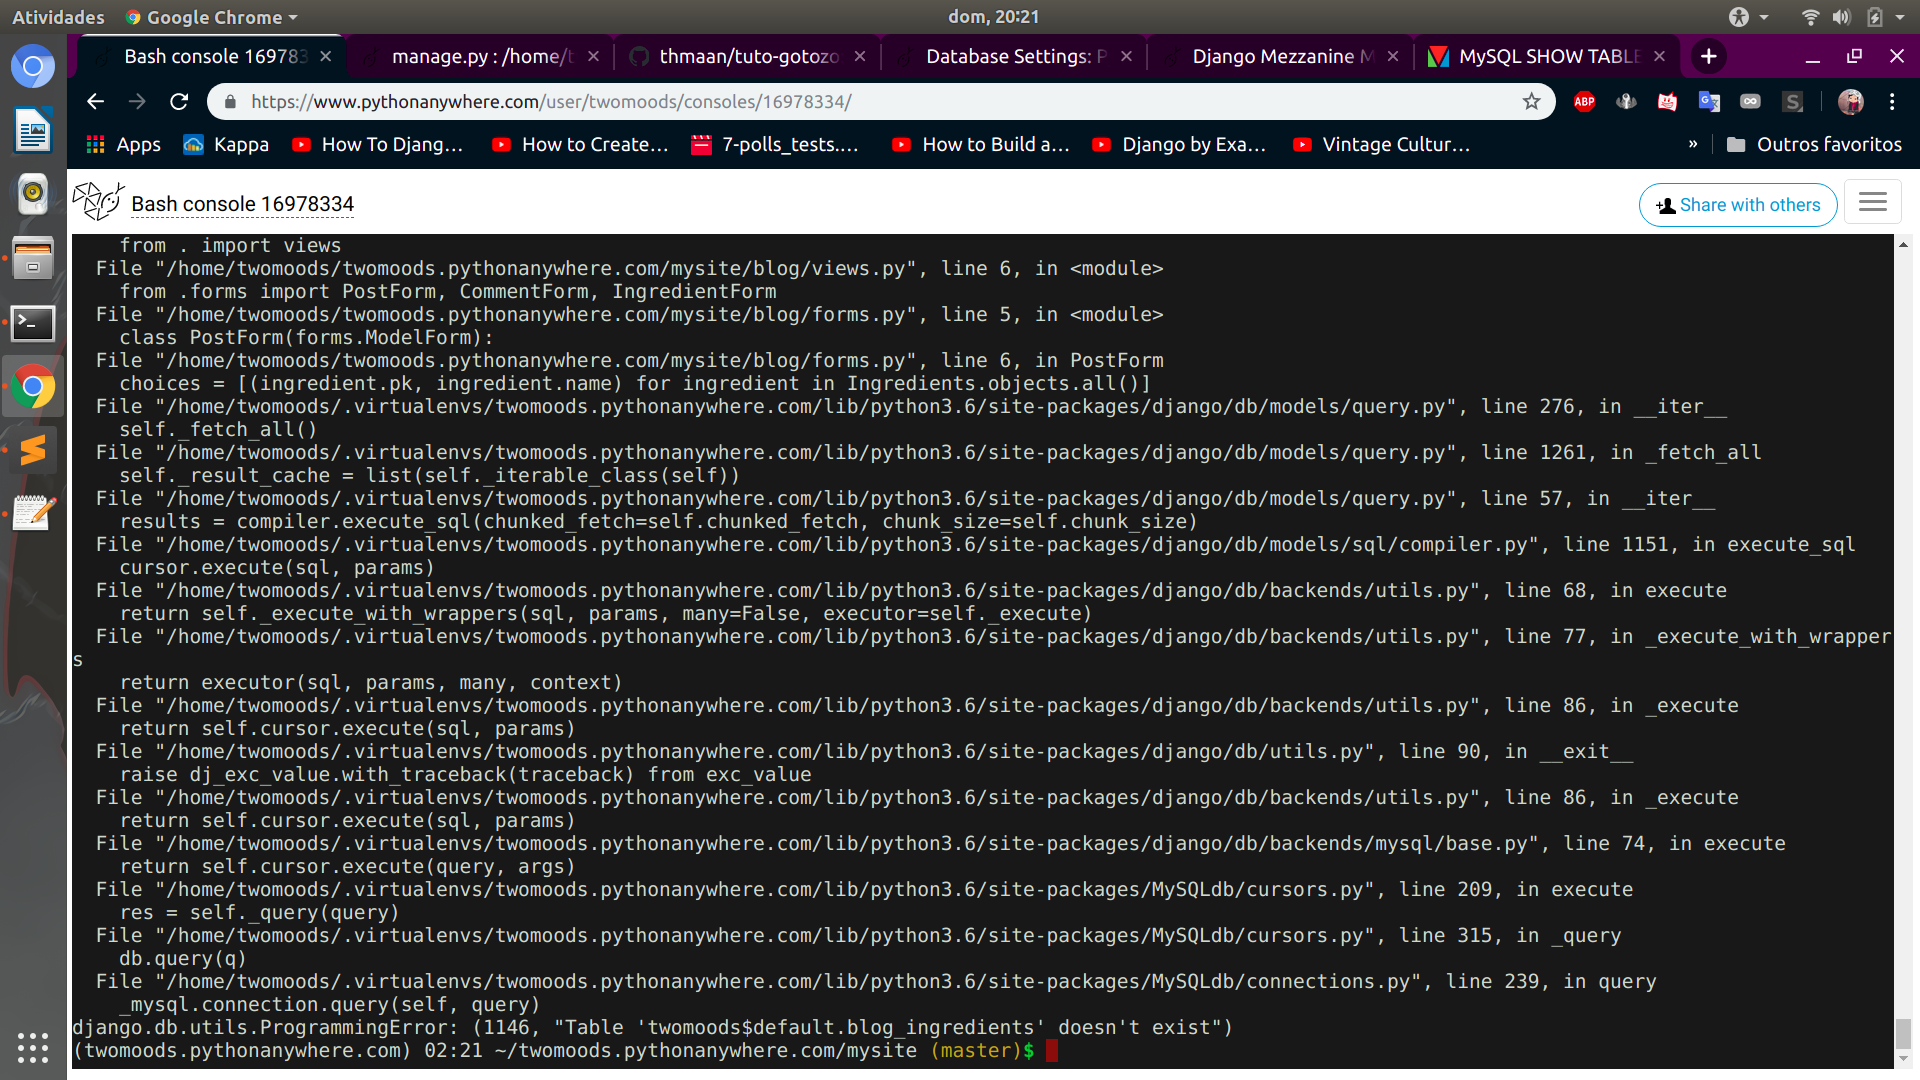 Atividades
Google Chrome
dom, 20:21
Bash console 169783
manage.py : /home/t
thmaan/tuto-gotozo
Database Settings: P
Django Mezzanine M
MySQL SHOW TABLE
https://www.pythonanywhere.com/user/twomoods/consoles/16978334/
ABP
Apps
Kappa
How To Djang...
How to Create...
7-polls_tests....
How to Build a...
Django by Exa...
Vintage Cultur...
»
Outros favoritos
Bash console 16978334
Share with others
from . import views
File "/home/twomoods/twomoods.pythonanywhere.com/mysite/blog/views.py", line 6, in <module>
from .forms import PostForm, CommentForm, IngredientForm
File "/home/twomoods/twomoods.pythonanywhere.com/mysite/blog/forms.py", line 5, in <module>
class PostForm(forms.ModelForm):
File "/home/twomoods/twomoods.pythonanywhere.com/mysite/blog/forms.py", line 6, in PostForm
choices = [(ingredient.pk, ingredient.name) for ingredient in Ingredients.objects.all()]
File "/home/twomoods/.virtualenvs/twomoods.pythonanywhere.com/lib/python3.6/site-packages/django/db/models/query.py", line 276, in __iter__
self._fetch_all()
File "/home/twomoods/.virtualenvs/twomoods.pythonanywhere.com/lib/python3.6/site-packages/django/db/models/query.py", line 1261, in _fetch_all
self._result_cache = list(self._iterable_class(self))
File "/home/twomoods/.virtualenvs/twomoods.pythonanywhere.com/lib/python3.6/site-packages/django/db/models/query.py", line 57, in __iter__
results = compiler.execute_sql(chunked_fetch=self.chunked_fetch, chunk_size=self.chunk_size)
File "/home/twomoods/.virtualenvs/twomoods.pythonanywhere.com/lib/python3.6/site-packages/django/db/models/sql/compiler.py", line 1151, in execute_sql
cursor.execute(sql, params)
File "/home/twomoods/.virtualenvs/twomoods.pythonanywhere.com/lib/python3.6/site-packages/django/db/backends/utils.py", line 68, in execute
return self._execute_with_wrappers(sql, params, many=False, executor=self._execute)
File "/home/twomoods/.virtualenvs/twomoods.pythonanywhere.com/lib/python3.6/site-packages/django/db/backends/utils.py", line 77, in _execute_with_wrapper
s
return executor(sql, params, many, context)
File "/home/twomoods/.virtualenvs/twomoods.pythonanywhere.com/lib/python3.6/site-packages/django/db/backends/utils.py", line 86, in _execute
return self.cursor.execute(sql, params)
File "/home/twomoods/.virtualenvs/twomoods.pythonanywhere.com/lib/python3.6/site-packages/django/db/utils.py", line 90, in __exit__
raise dj_exc_value.with_traceback(traceback) from exc_value
File "/home/twomoods/.virtualenvs/twomoods.pythonanywhere.com/lib/python3.6/site-packages/django/db/backends/utils.py", line 86, in _execute
return self.cursor.execute(sql, params)
File "/home/twomoods/.virtualenvs/twomoods.pythonanywhere.com/lib/python3.6/site-packages/django/db/backends/mysql/base.py", line 74, in execute
return self.cursor.execute(query, args)
File "/home/twomoods/.virtualenvs/twomoods.pythonanywhere.com/lib/python3.6/site-packages/MySQLdb/cursors.py", line 209, in execute
res = self._query(query)
File "/home/twomoods/.virtualenvs/twomoods.pythonanywhere.com/lib/python3.6/site-packages/MySQLdb/cursors.py", line 315, in _query
db.query(q)
File "/home/twomoods/.virtualenvs/twomoods.pythonanywhere.com/lib/python3.6/site-packages/MySQLdb/connections.py", line 239, in query
_mysql.connection.query(self, query)
django.db.utils.ProgrammingError: (1146, "Table 'twomoods$default.blog_ingredients' doesn't exist")
(twomoods.pythonanywhere.com) 02:21 ~/twomoods.pythonanywhere.com/mysite (master)$